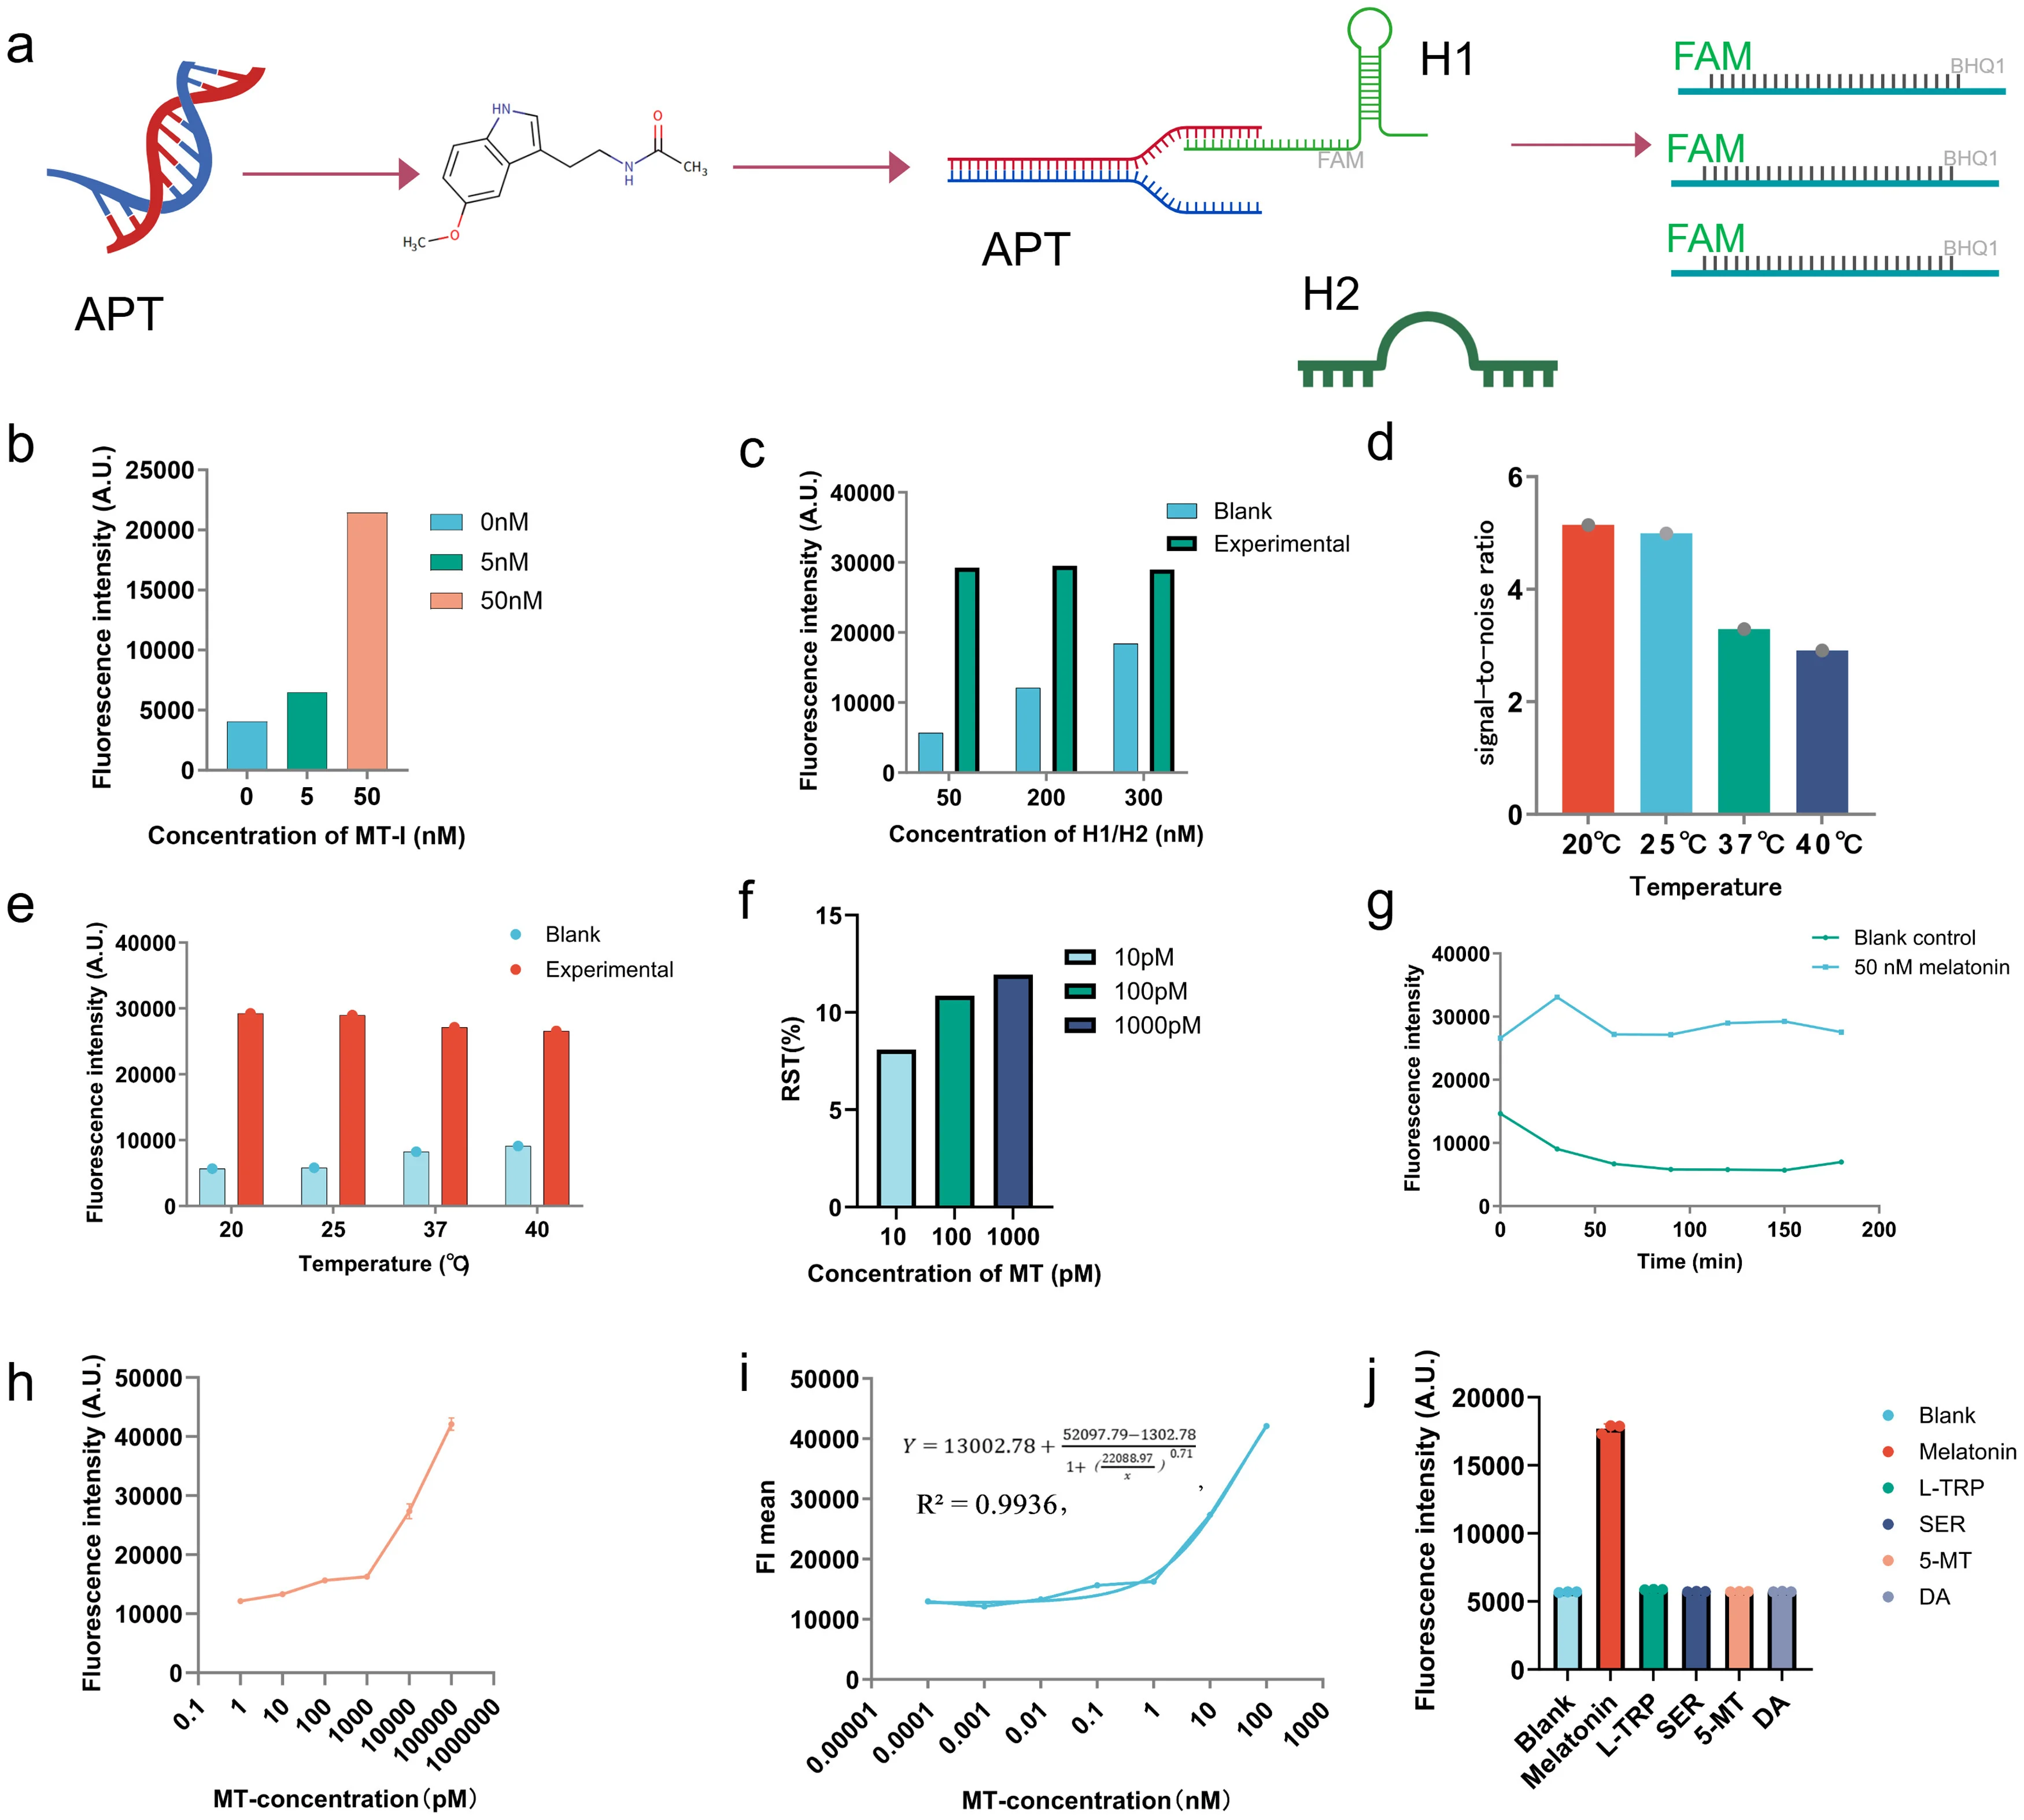 a
APT
HN
O
N
H
CH₃
H₃C
O
APT
FAM
H1
H2
FAM
BHQ1
FAM
BHQ1
FAM
BHQ1
b
Fluorescence intensity (A.U.)
25000
20000
15000
10000
5000
0
0 5 50
Concentration of MT-I (nM)
0nM
5nM
50nM
c
Fluorescence intensity (A.U.)
40000
30000
20000
10000
0
50 200 300
Concentration of H1/H2 (nM)
Blank
Experimental
d
signal-to-noise ratio
6
4
2
0
20℃ 25℃ 37℃ 40℃
Temperature
e
Fluorescence intensity (A.U.)
40000
30000
20000
10000
0
20 25 37 40
Temperature (℃)
Blank
Experimental
f
RST(%)
15
10
5
0
10 100 1000
Concentration of MT (pM)
10pM
100pM
1000pM
g
Fluorescence intensity
40000
30000
20000
10000
0
0 50 100 150 200
Time (min)
Blank control
50 nM melatonin
h
Fluorescence intensity (A.U.)
50000
40000
30000
20000
10000
0
0.1 1 10 100 1000 10000 100000 1000000
MT-concentration（pM）
i
FI mean
50000
40000
30000
20000
10000
0
Y = 13002.78 + 52097.79−1302.78
1+ (22088.97/x)^0.71 ,
R² = 0.9936,
0.00001 0.0001 0.001 0.01 0.1 1 10 100 1000
MT-concentration（nM）
j
Fluorescence intensity (A.U.)
20000
15000
10000
5000
0
Blank Melatonin L-TRP SER 5-MT DA
Blank
Melatonin
L-TRP
SER
5-MT
DA